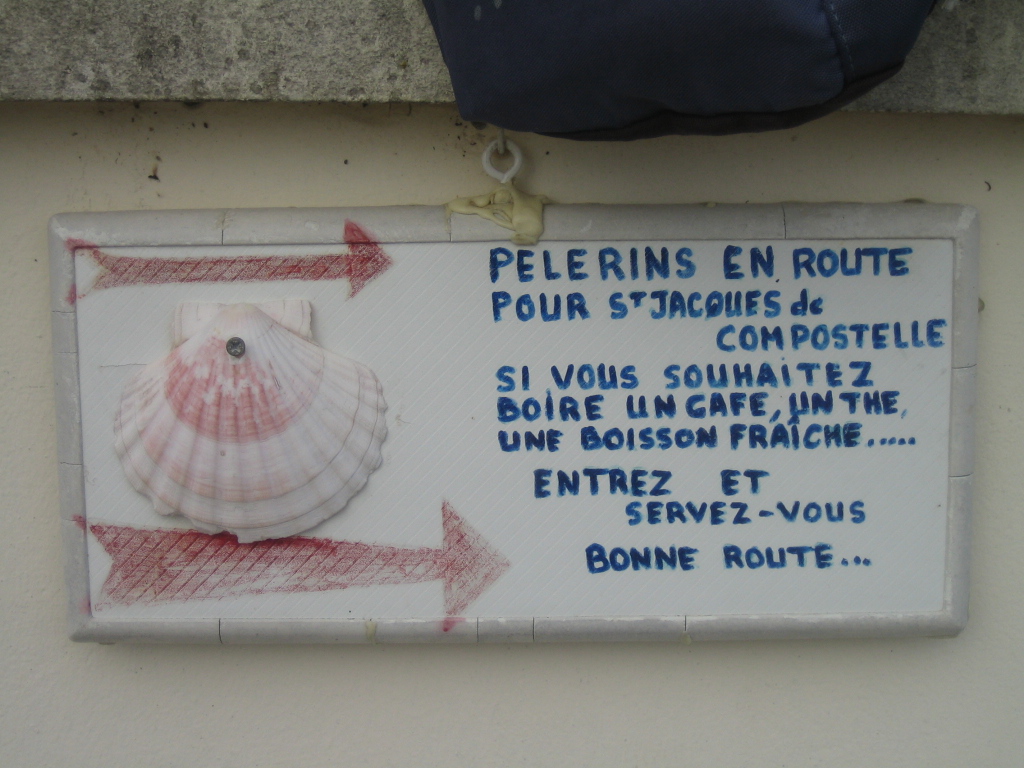 PELERINS EN ROUTE
POUR ST JACQUES de
COMPOSTELLE
SI VOUS SOUHAiTEZ
BOIRE UN CAFE, UN THE,
UNE BOISSON FRAÎCHE.....
ENTREZ ET
SERVEZ-VOUS
BONNE ROUTE...